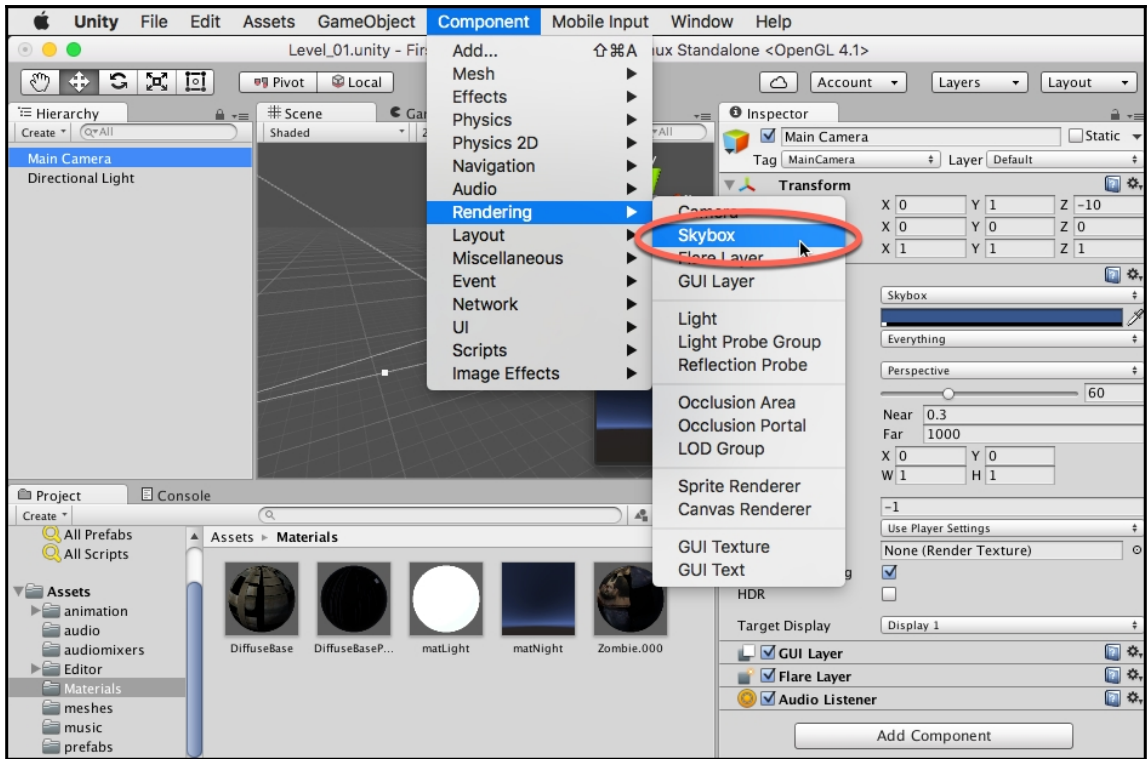 Unity File Edit Assets GameObject Component Mobile Input Window Help
Level_01.unity - Fir
ux Standalone <OpenGL 4.1>
Pivot Local
Account Layers Layout
Hierarchy
Create All
Main Camera
Directional Light
# Scene
Shaded
Add... ⇧⌘A
Mesh
Effects
Physics
Physics 2D
Navigation
Audio
Rendering
Layout
Miscellaneous
Event
Network
UI
Scripts
Image Effects
All
y
Camera
Skybox
Flare Layer
GUI Layer
Light
Light Probe Group
Reflection Probe
Occlusion Area
Occlusion Portal
LOD Group
Sprite Renderer
Canvas Renderer
GUI Texture
GUI Text
Inspector
Main Camera Static
Tag MainCamera Layer Default
Transform
X 0 Y 1 Z -10
X 0 Y 0 Z 0
X 1 Y 1 Z 1
Skybox
Everything
Perspective
60
Near 0.3
Far 1000
X 0 Y 0
W 1 H 1
-1
Use Player Settings
None (Render Texture)
g
HDR
Target Display Display 1
GUI Layer
Flare Layer
Audio Listener
Add Component
Project Console
Create
All Prefabs
All Scripts
Assets
animation
audio
audiomixers
Editor
Materials
meshes
music
prefabs
Assets ▸ Materials
DiffuseBase DiffuseBaseP... matLight matNight Zombie.000